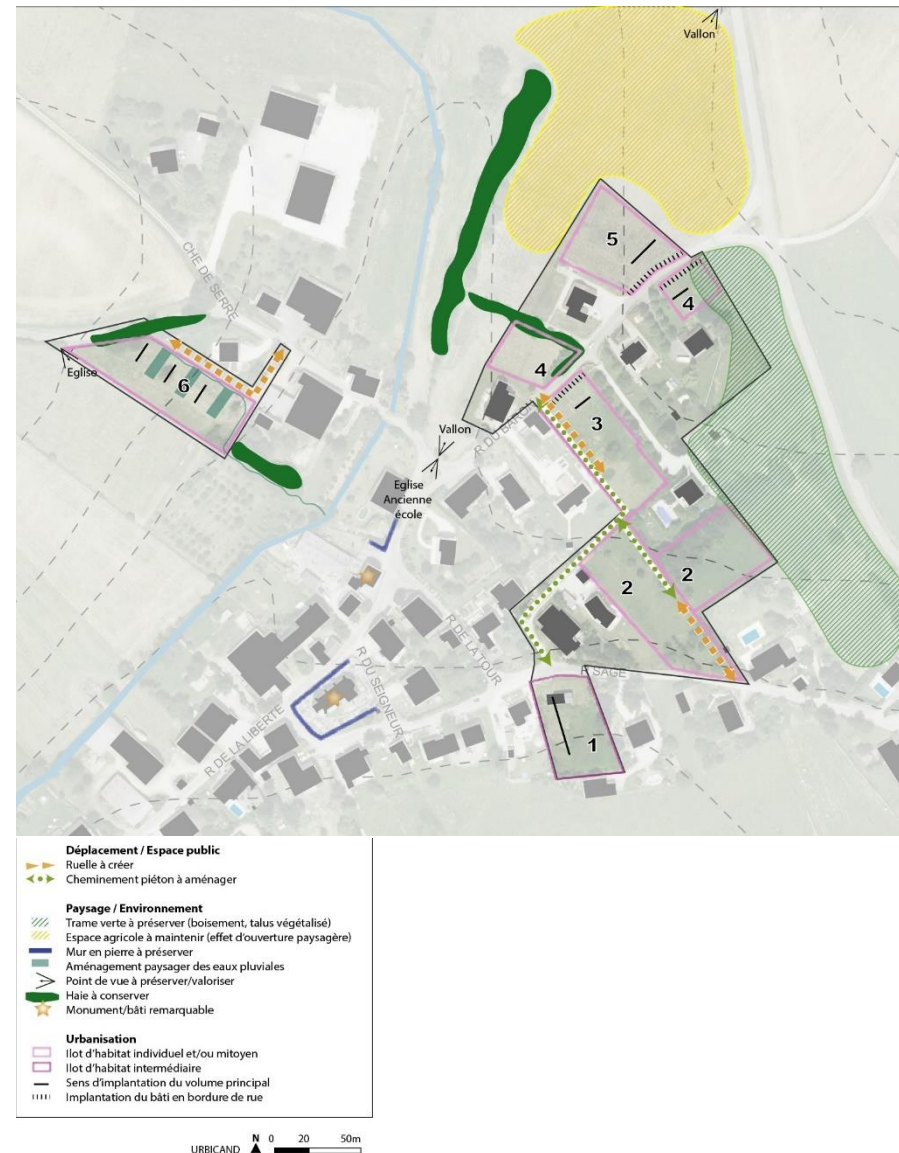 Vallon
5
CHE DE SERRE
4
Eglise
6
4
3
R DU BARON
Vallon
Eglise
Ancienne
école
2
2
R DE LA TOUR
R SAGE
R DU SEIGNEUR
R DE LA LIBERTE
1
Déplacement / Espace public
Ruelle à créer
Cheminement piéton à aménager
Paysage / Environnement
Trame verte à préserver (boisement, talus végétalisé)
Espace agricole à maintenir (effet d'ouverture paysagère)
Mur en pierre à préserver
Aménagement paysager des eaux pluviales
Point de vue à préserver/valoriser
Haie à conserver
Monument/bâti remarquable
Urbanisation
Ilot d'habitat individuel et/ou mitoyen
Ilot d'habitat intermédiaire
Sens d'implantation du volume principal
Implantation du bâti en bordure de rue
URBICAND N 0 20 50m